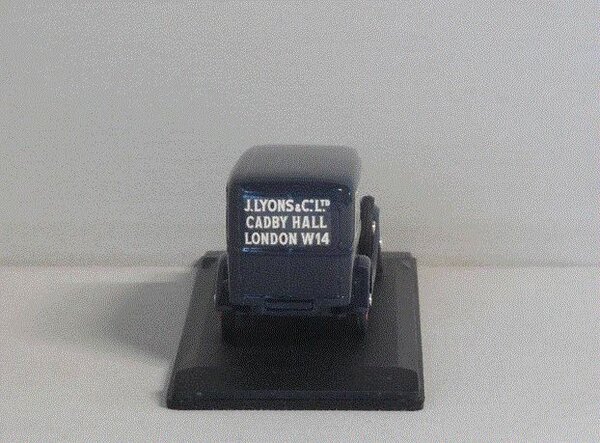 J. LYONS & Co. LTD
CADBY HALL
LONDON W14